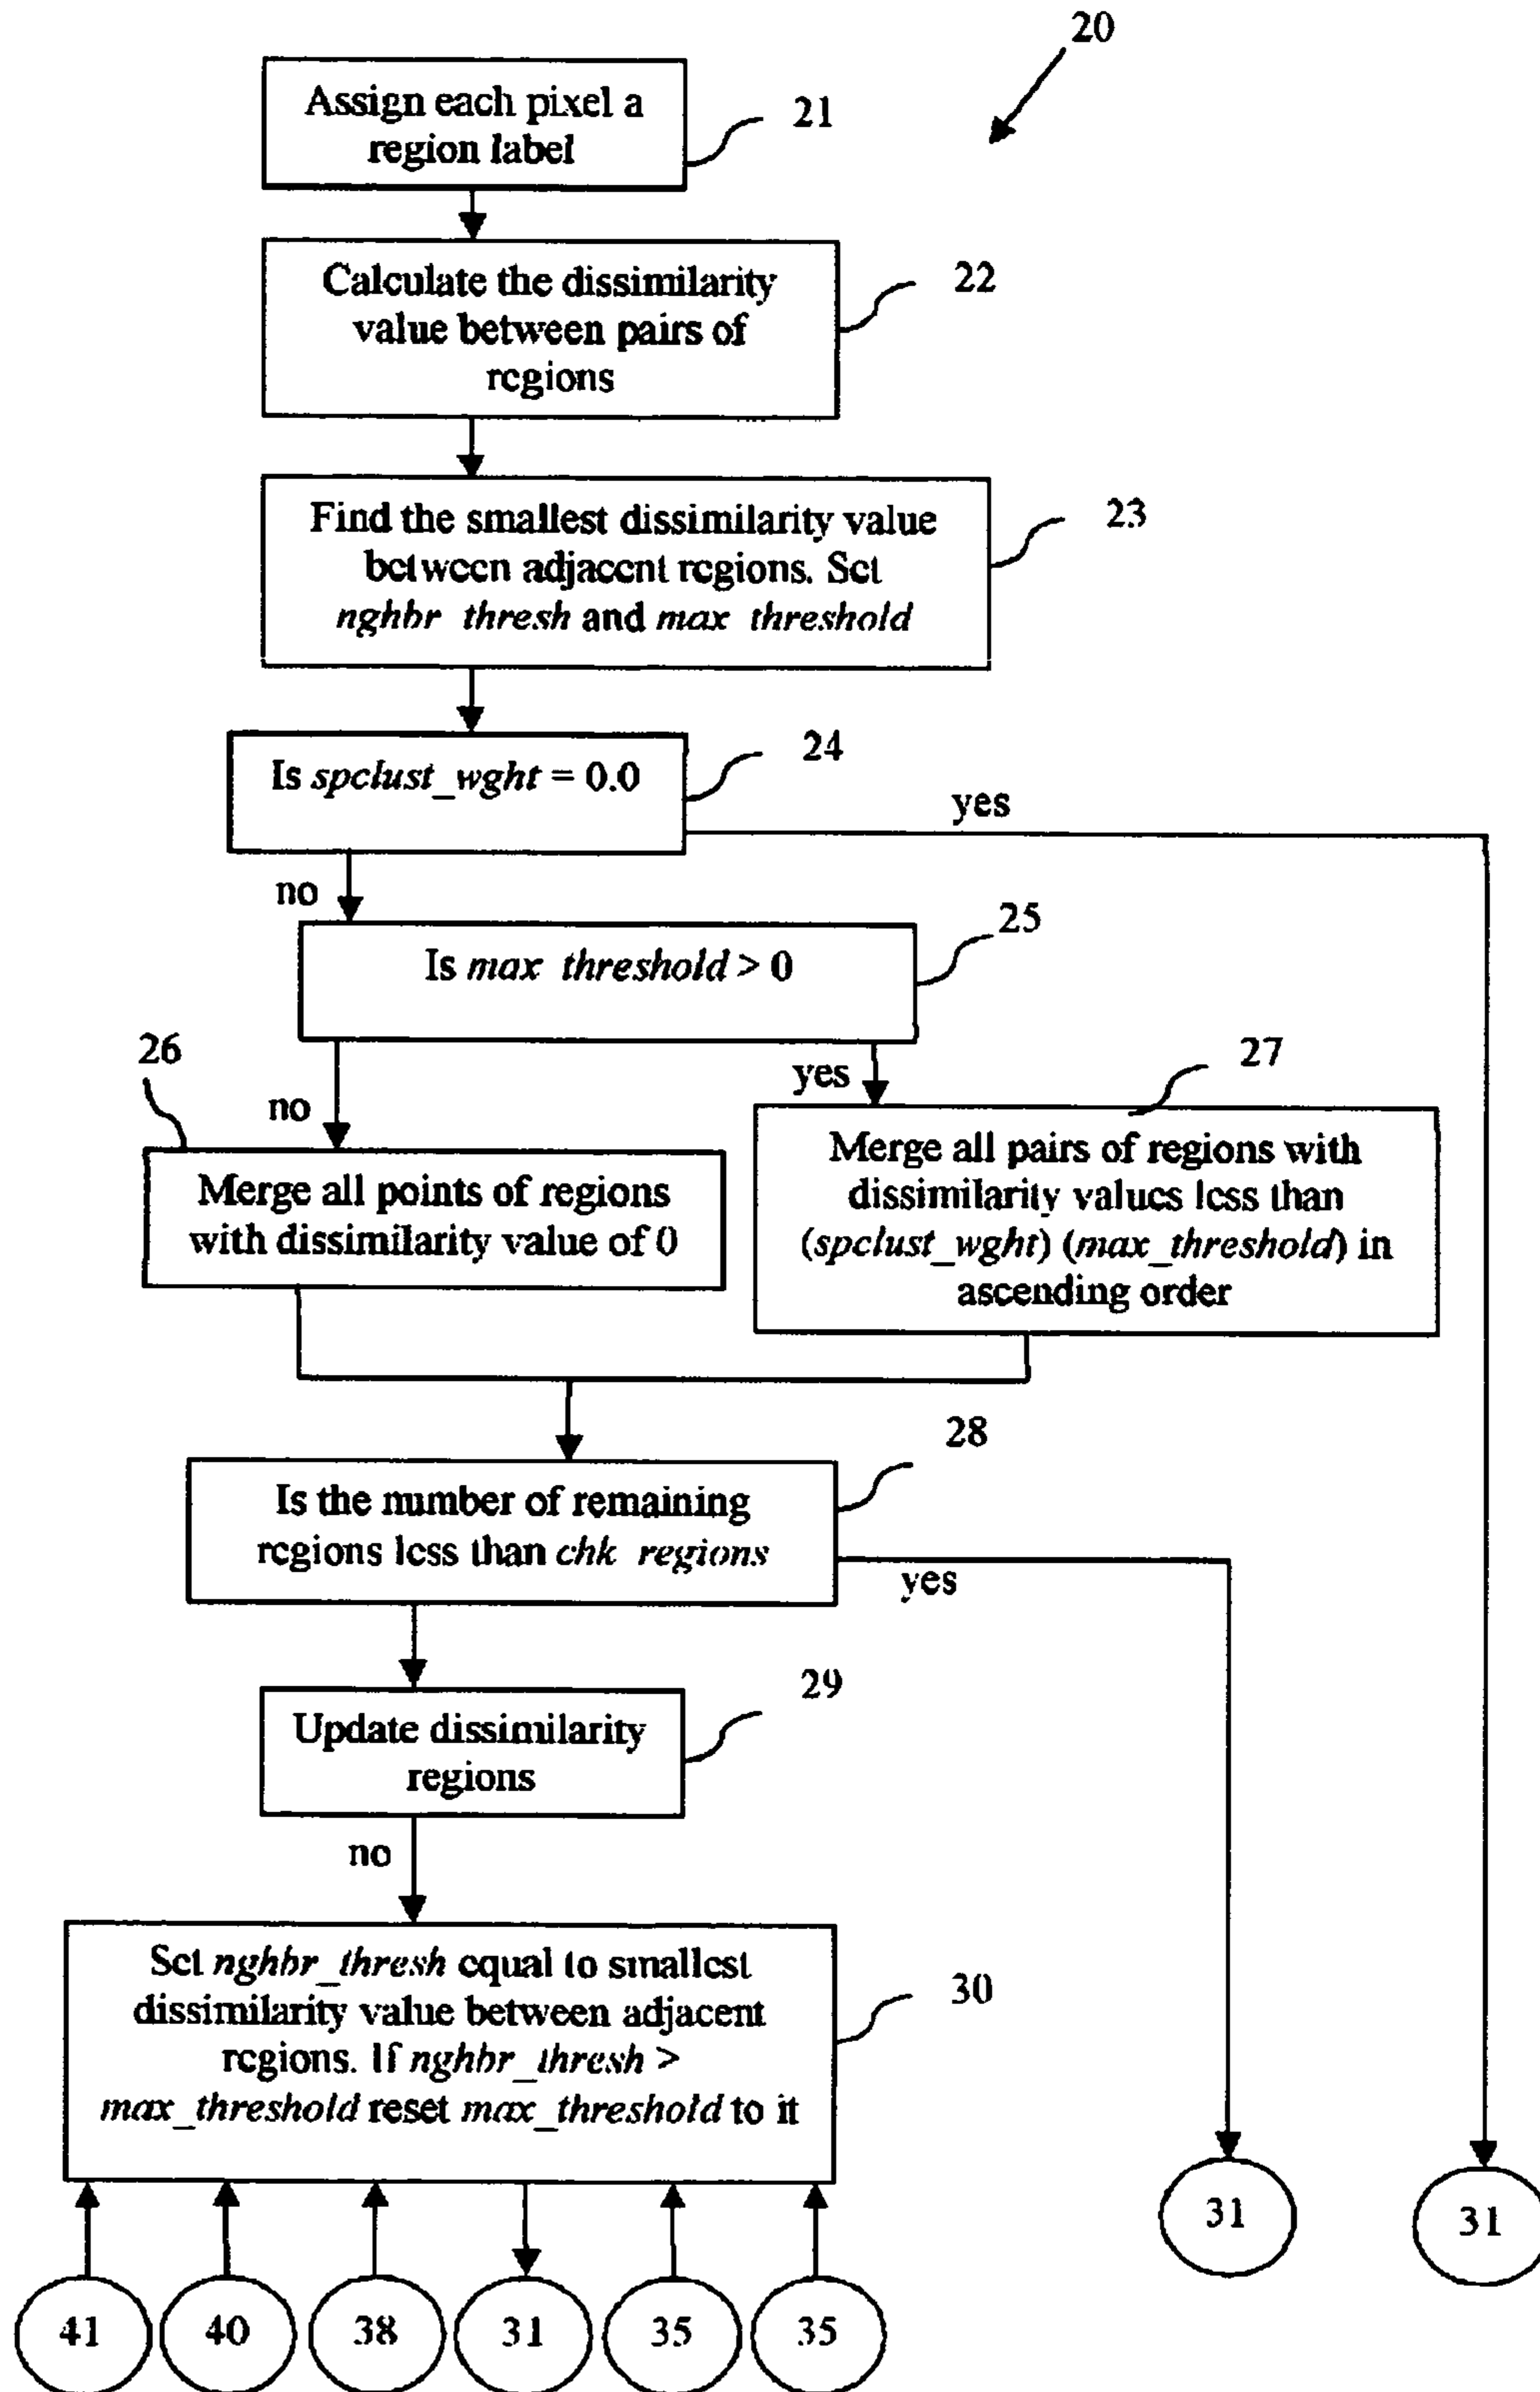 20
Assign each pixel a
region label
21
Calculate the dissimilarity
value between pairs of
regions
22
Find the smallest dissimilarity value
between adjacent regions. Set
nghbr thresh and max threshold
23
Is spclust_wght = 0.0
24
yes
no
Is max threshold > 0
25
26
no
yes
27
Merge all points of regions
with dissimilarity value of 0
Merge all pairs of regions with
dissimilarity values less than
(spclust_wght) (max_threshold) in
ascending order
28
Is the number of remaining
regions less than chk regions
yes
29
Update dissimilarity
regions
no
Set nghbr_thresh equal to smallest
dissimilarity value between adjacent
regions. If nghbr_thresh >
max_threshold reset max_threshold to it
30
31
31
41
40
38
31
35
35